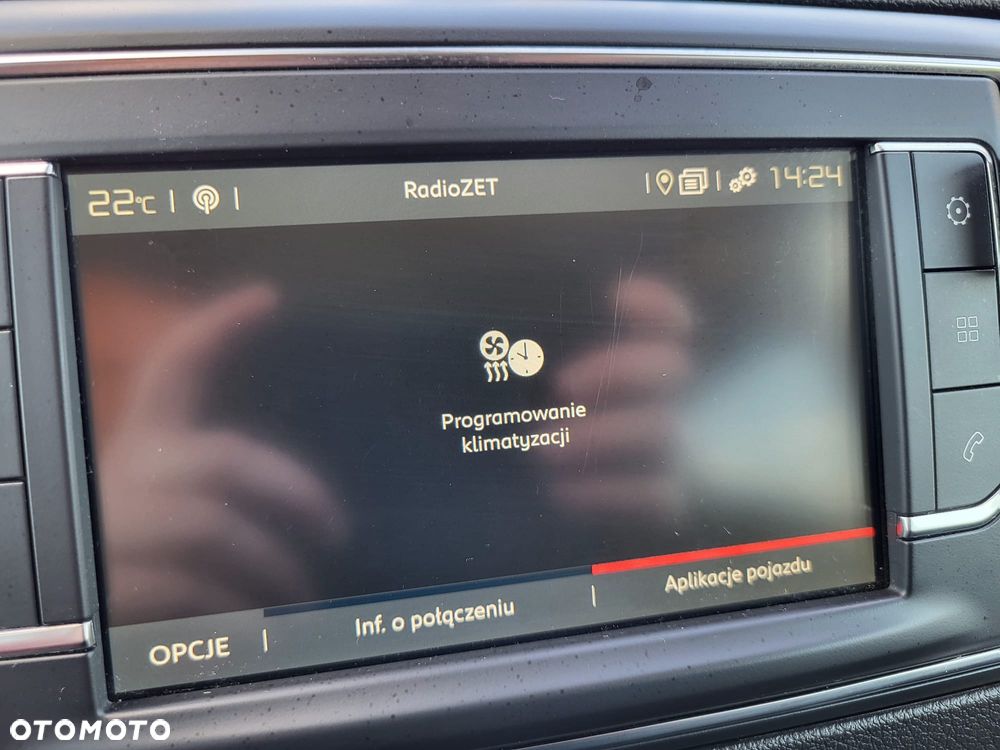 22°C
RadioZET
14:24
Programowanie
klimatyzacji
OPCJE
Inf. o połączeniu
Aplikacje pojazdu
OTOMOTO